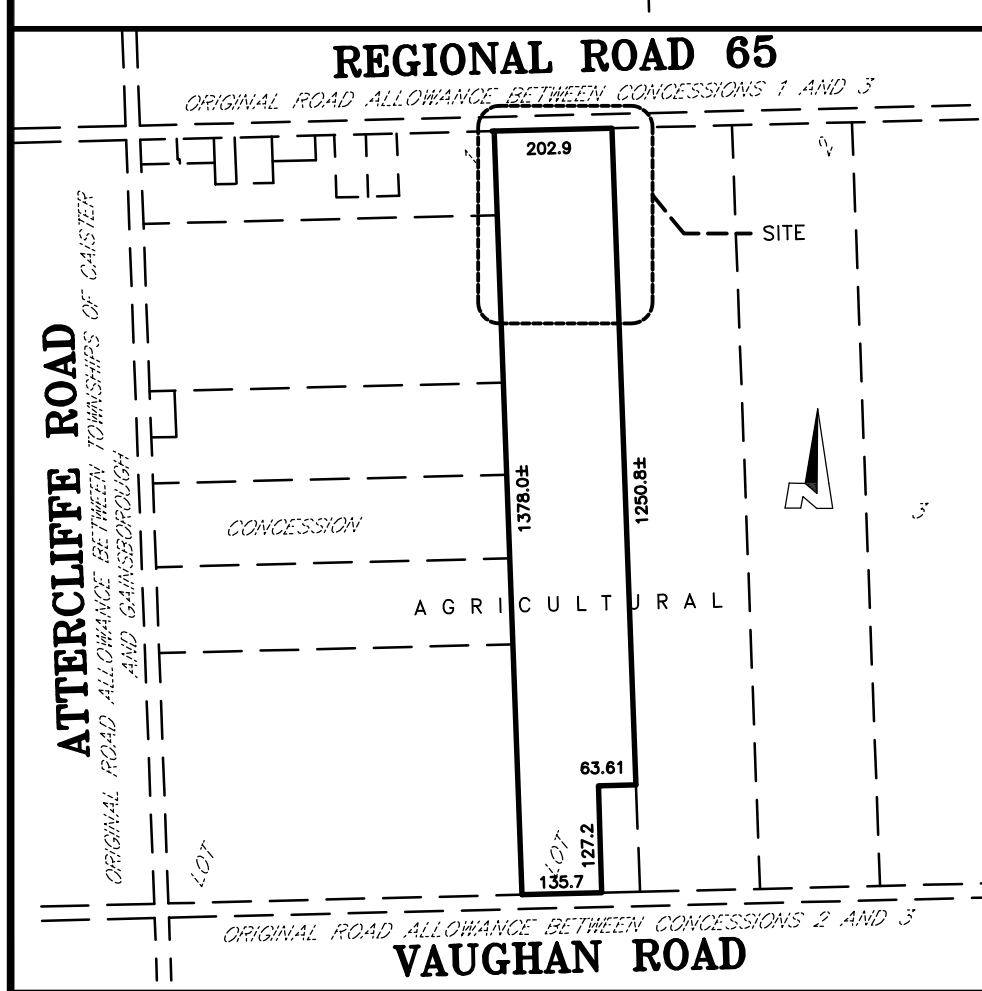 REGIONAL ROAD 65
ORIGINAL ROAD ALLOWANCE BETWEEN CONCESSIONS 1 AND 3
202.9
1
2
SITE
ATTERCLIFFE ROAD
ORIGINAL ROAD ALLOWANCE BETWEEN TOWNSHIPS OF CAISTER
AND GAINSBOROUGH
1378.0±
1250.8±
3
CONCESSION
AGRICULTURAL
63.61
127.2
LOT
LOT
135.7
ORIGINAL ROAD ALLOWANCE BETWEEN CONCESSIONS 2 AND 3
VAUGHAN ROAD